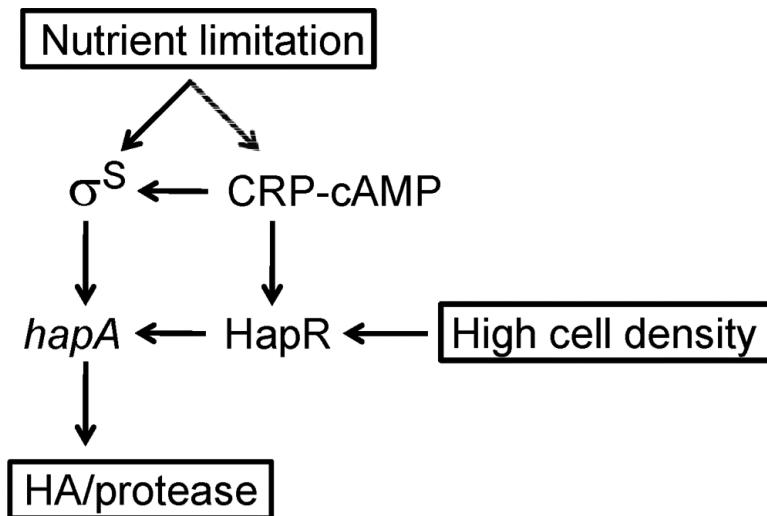 Nutrient limitation
σS CRP-cAMP
hapA HapR High cell density
HA/protease